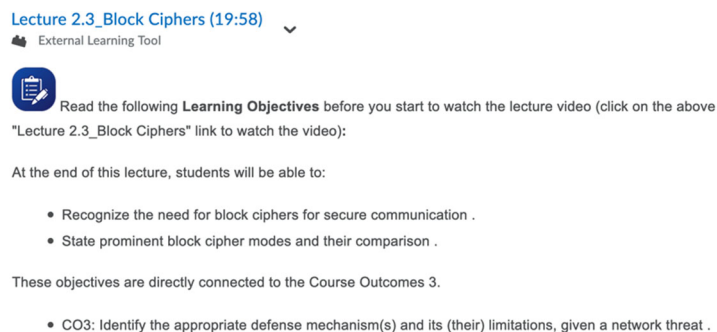 Lecture 2.3_Block Ciphers (19:58)
External Learning Tool
Read the following Learning Objectives before you start to watch the lecture video (click on the above
"Lecture 2.3_Block Ciphers" link to watch the video):
At the end of this lecture, students will be able to:
• Recognize the need for block ciphers for secure communication .
• State prominent block cipher modes and their comparison .
These objectives are directly connected to the Course Outcomes 3.
• CO3: Identify the appropriate defense mechanism(s) and its (their) limitations, given a network threat .